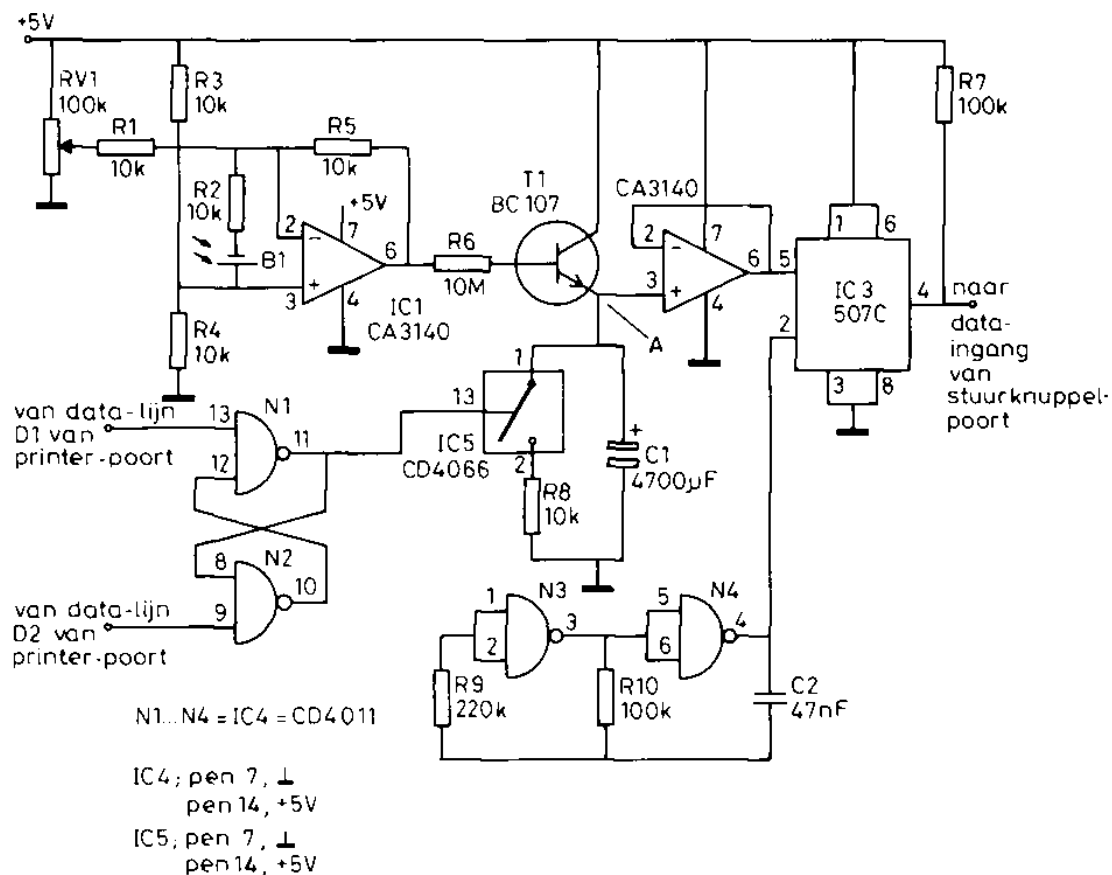 +5V
RV1
100k
R1
10k
R3
10k
R2
10k
B1
R4
10k
R5
10k
+5V
2
-
7
6
+
3
4
IC1
CA3140
R6
10M
T1
BC107
A
CA3140
2
-
7
6
3
+
4
5
1
6
IC3
507C
2
4
3
8
R7
100k
naar
data-
ingang
van
stuurknuppel-
poort
van data-lijn
D1 van
printer-poort
13
12
N1
11
8
9
N2
10
van data-lijn
D2 van
printer-poort
1
13
IC5
CD4066
2
R8
10k
+
C1
4700µF
1
2
N3
3
5
6
N4
4
R9
220k
R10
100k
C2
47nF
N1...N4 = IC4 = CD4011
IC4; pen 7, ⊥
pen 14, +5V
IC5; pen 7, ⊥
pen 14, +5V